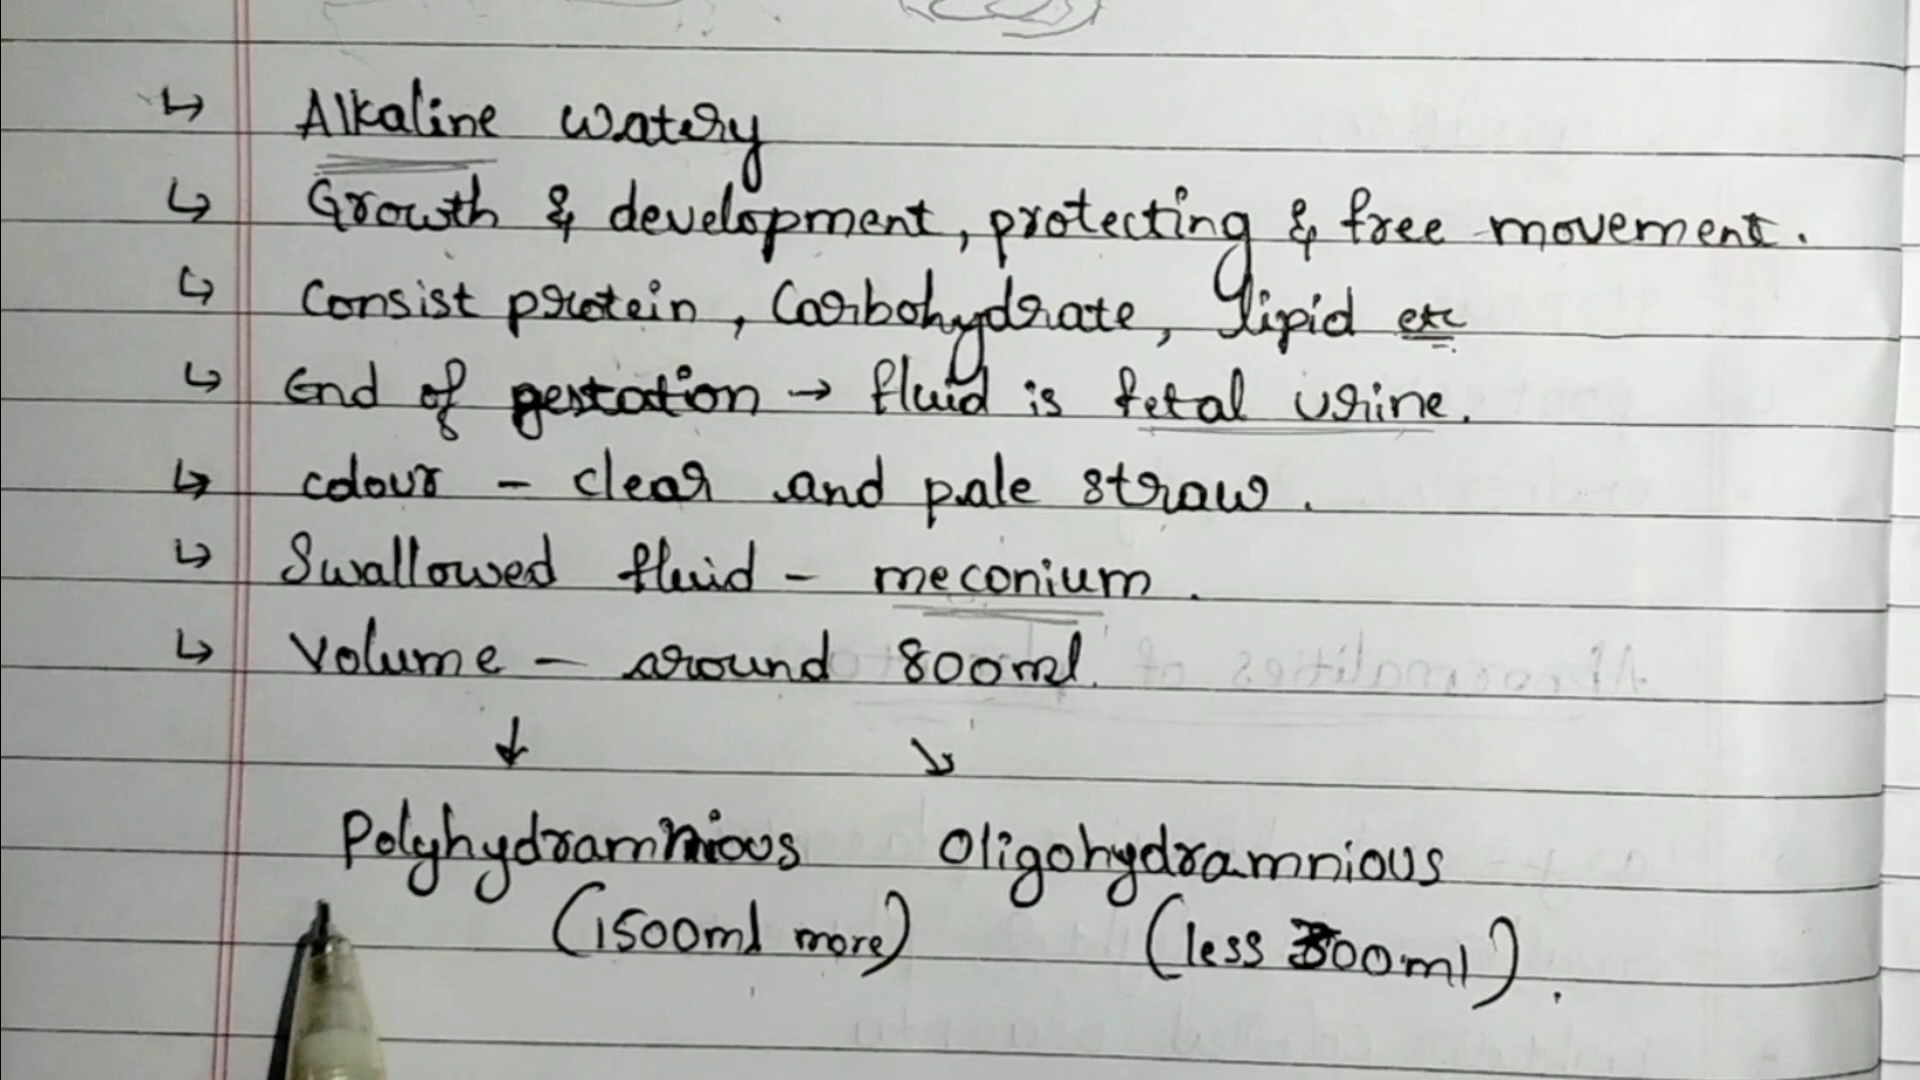 ↳ Alkaline watery
↳ Growth & development, protecting & free movement.
↳ Consist protein, Carbohydrate, lipid etc
↳ End of gestation → fluid is fetal urine.
↳ colour - clear and pale straw.
↳ Swallowed fluid - meconium.
↳ Volume - around 800ml.
↓ ↘
Polyhydramnious Oligohydramnious
(1500ml more) (less 300ml).